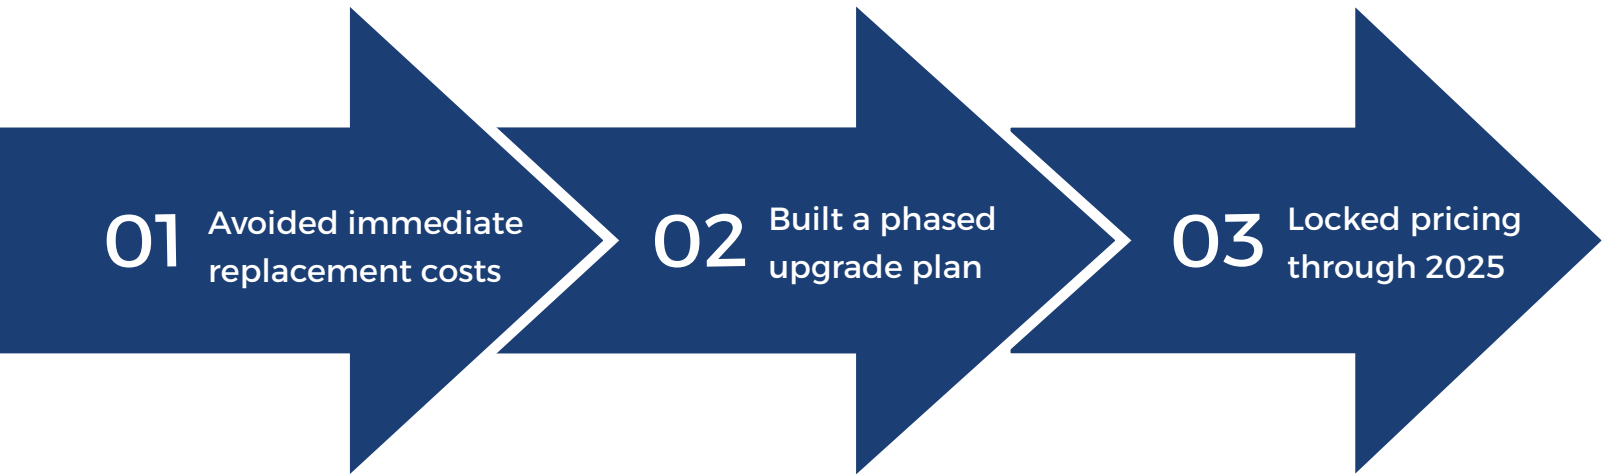 01
Avoided immediate
replacement costs
02
Built a phased
upgrade plan
03
Locked pricing
through 2025